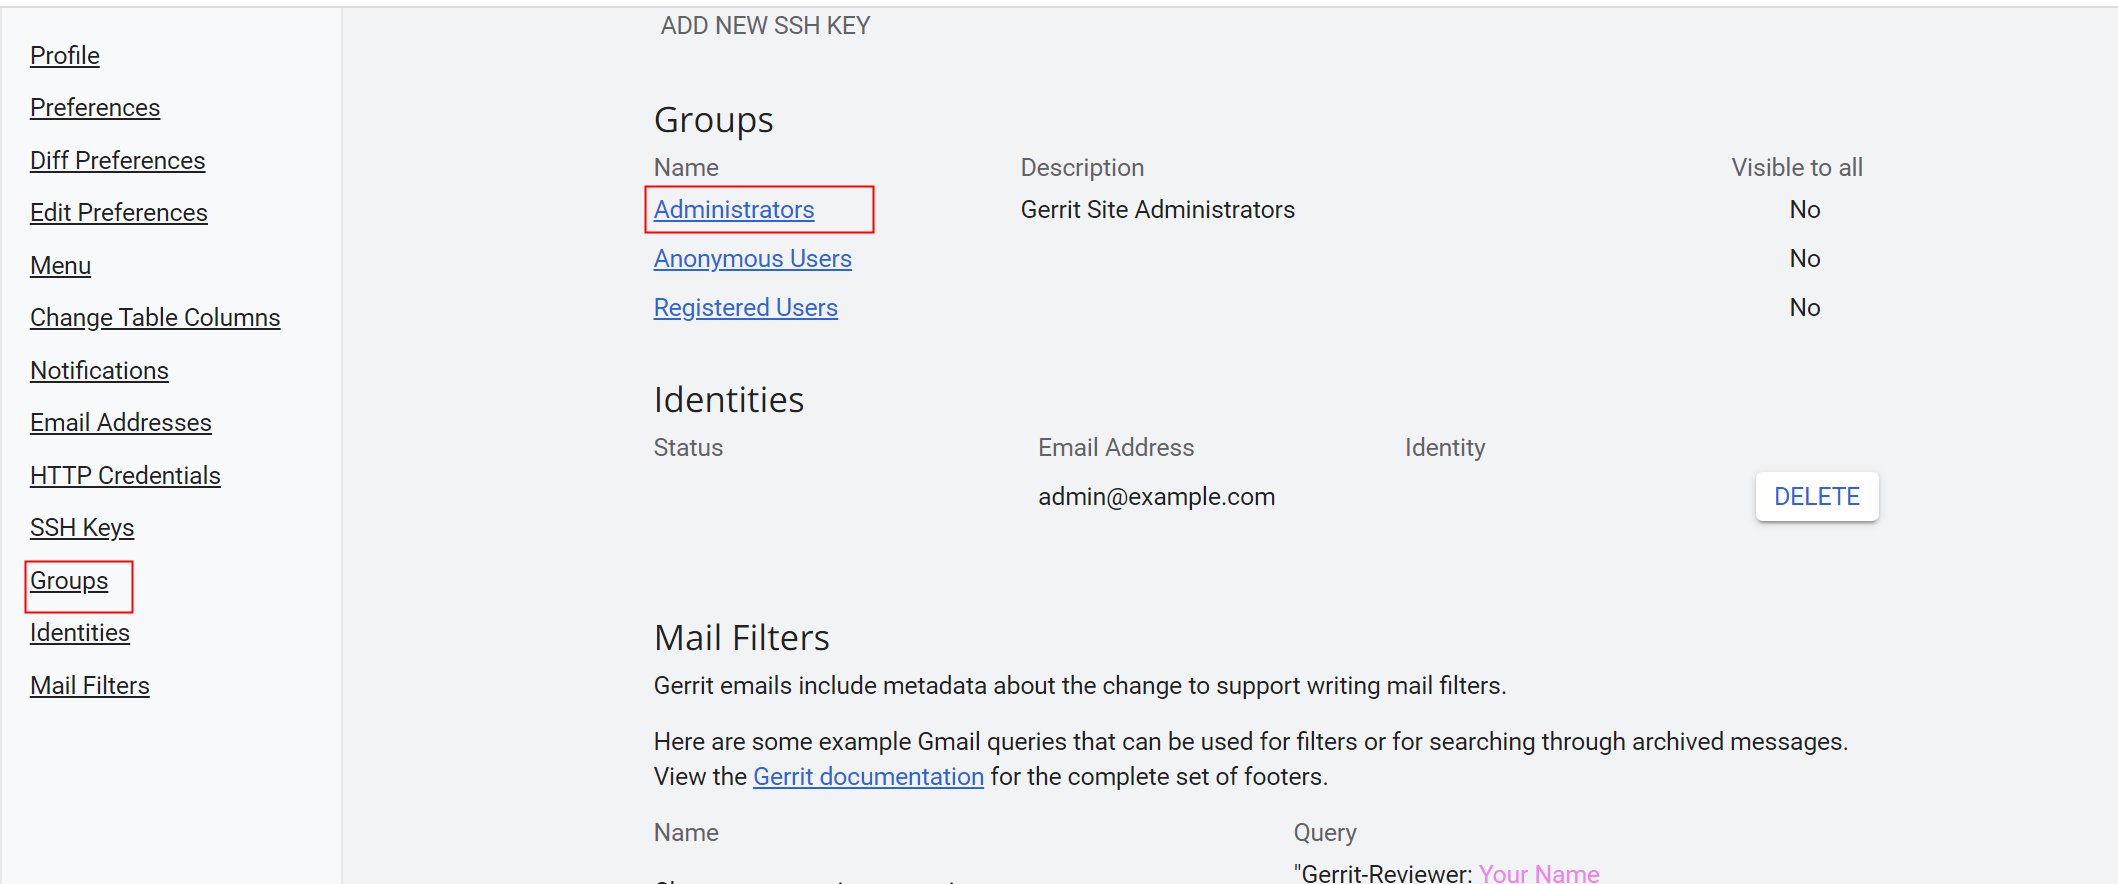 Profile
Preferences
Diff Preferences
Edit Preferences
Menu
Change Table Columns
Notifications
Email Addresses
HTTP Credentials
SSH Keys
Groups
Identities
Mail Filters
ADD NEW SSH KEY
Groups
Name Description Visible to all
Administrators Gerrit Site Administrators No
Anonymous Users No
Registered Users No
Identities
Status Email Address Identity
admin@example.com DELETE
Mail Filters
Gerrit emails include metadata about the change to support writing mail filters.
Here are some example Gmail queries that can be used for filters or for searching through archived messages.
View the Gerrit documentation for the complete set of footers.
Name Query
"Gerrit-Reviewer: Your Name